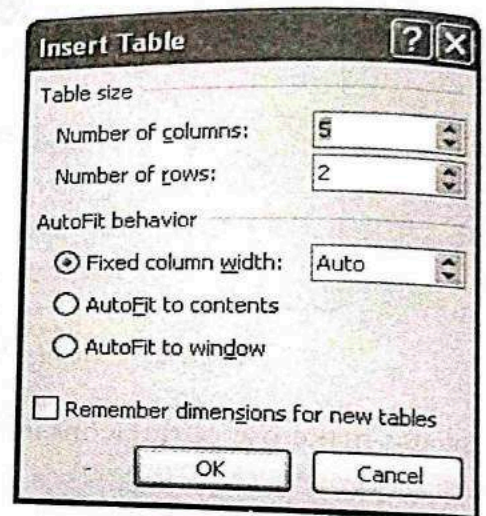 Insert Table
Table size
Number of columns: 5
Number of rows: 2
AutoFit behavior
Fixed column width: Auto
AutoFit to contents
AutoFit to window
Remember dimensions for new tables
OK Cancel